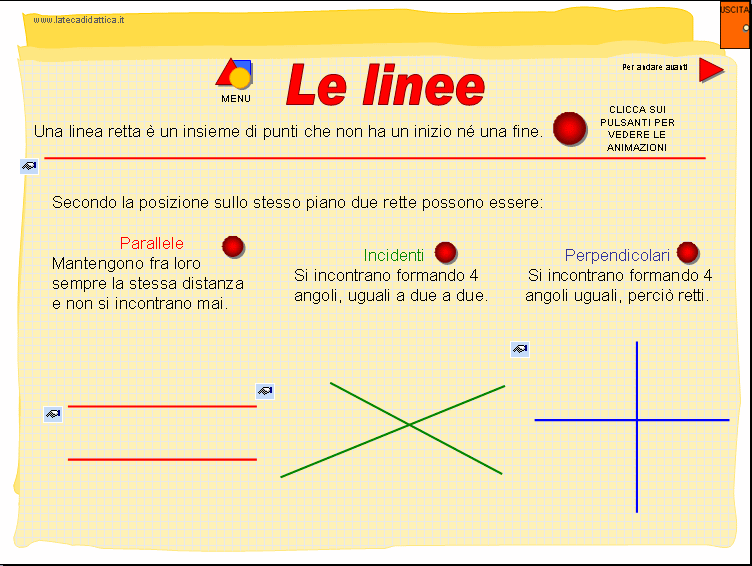 www.latecadidattica.it
USCITA
Per andare avanti
MENU
Le linee
CLICCA SUI
PULSANTI PER
VEDERE LE
ANIMAZIONI
Una linea retta è un insieme di punti che non ha un inizio né una fine.
Secondo la posizione sullo stesso piano due rette possono essere:
Parallele
Mantengono fra loro
sempre la stessa distanza
e non si incontrano mai.
Incidenti
Si incontrano formando 4
angoli, uguali a due a due.
Perpendicolari
Si incontrano formando 4
angoli uguali, perciò retti.